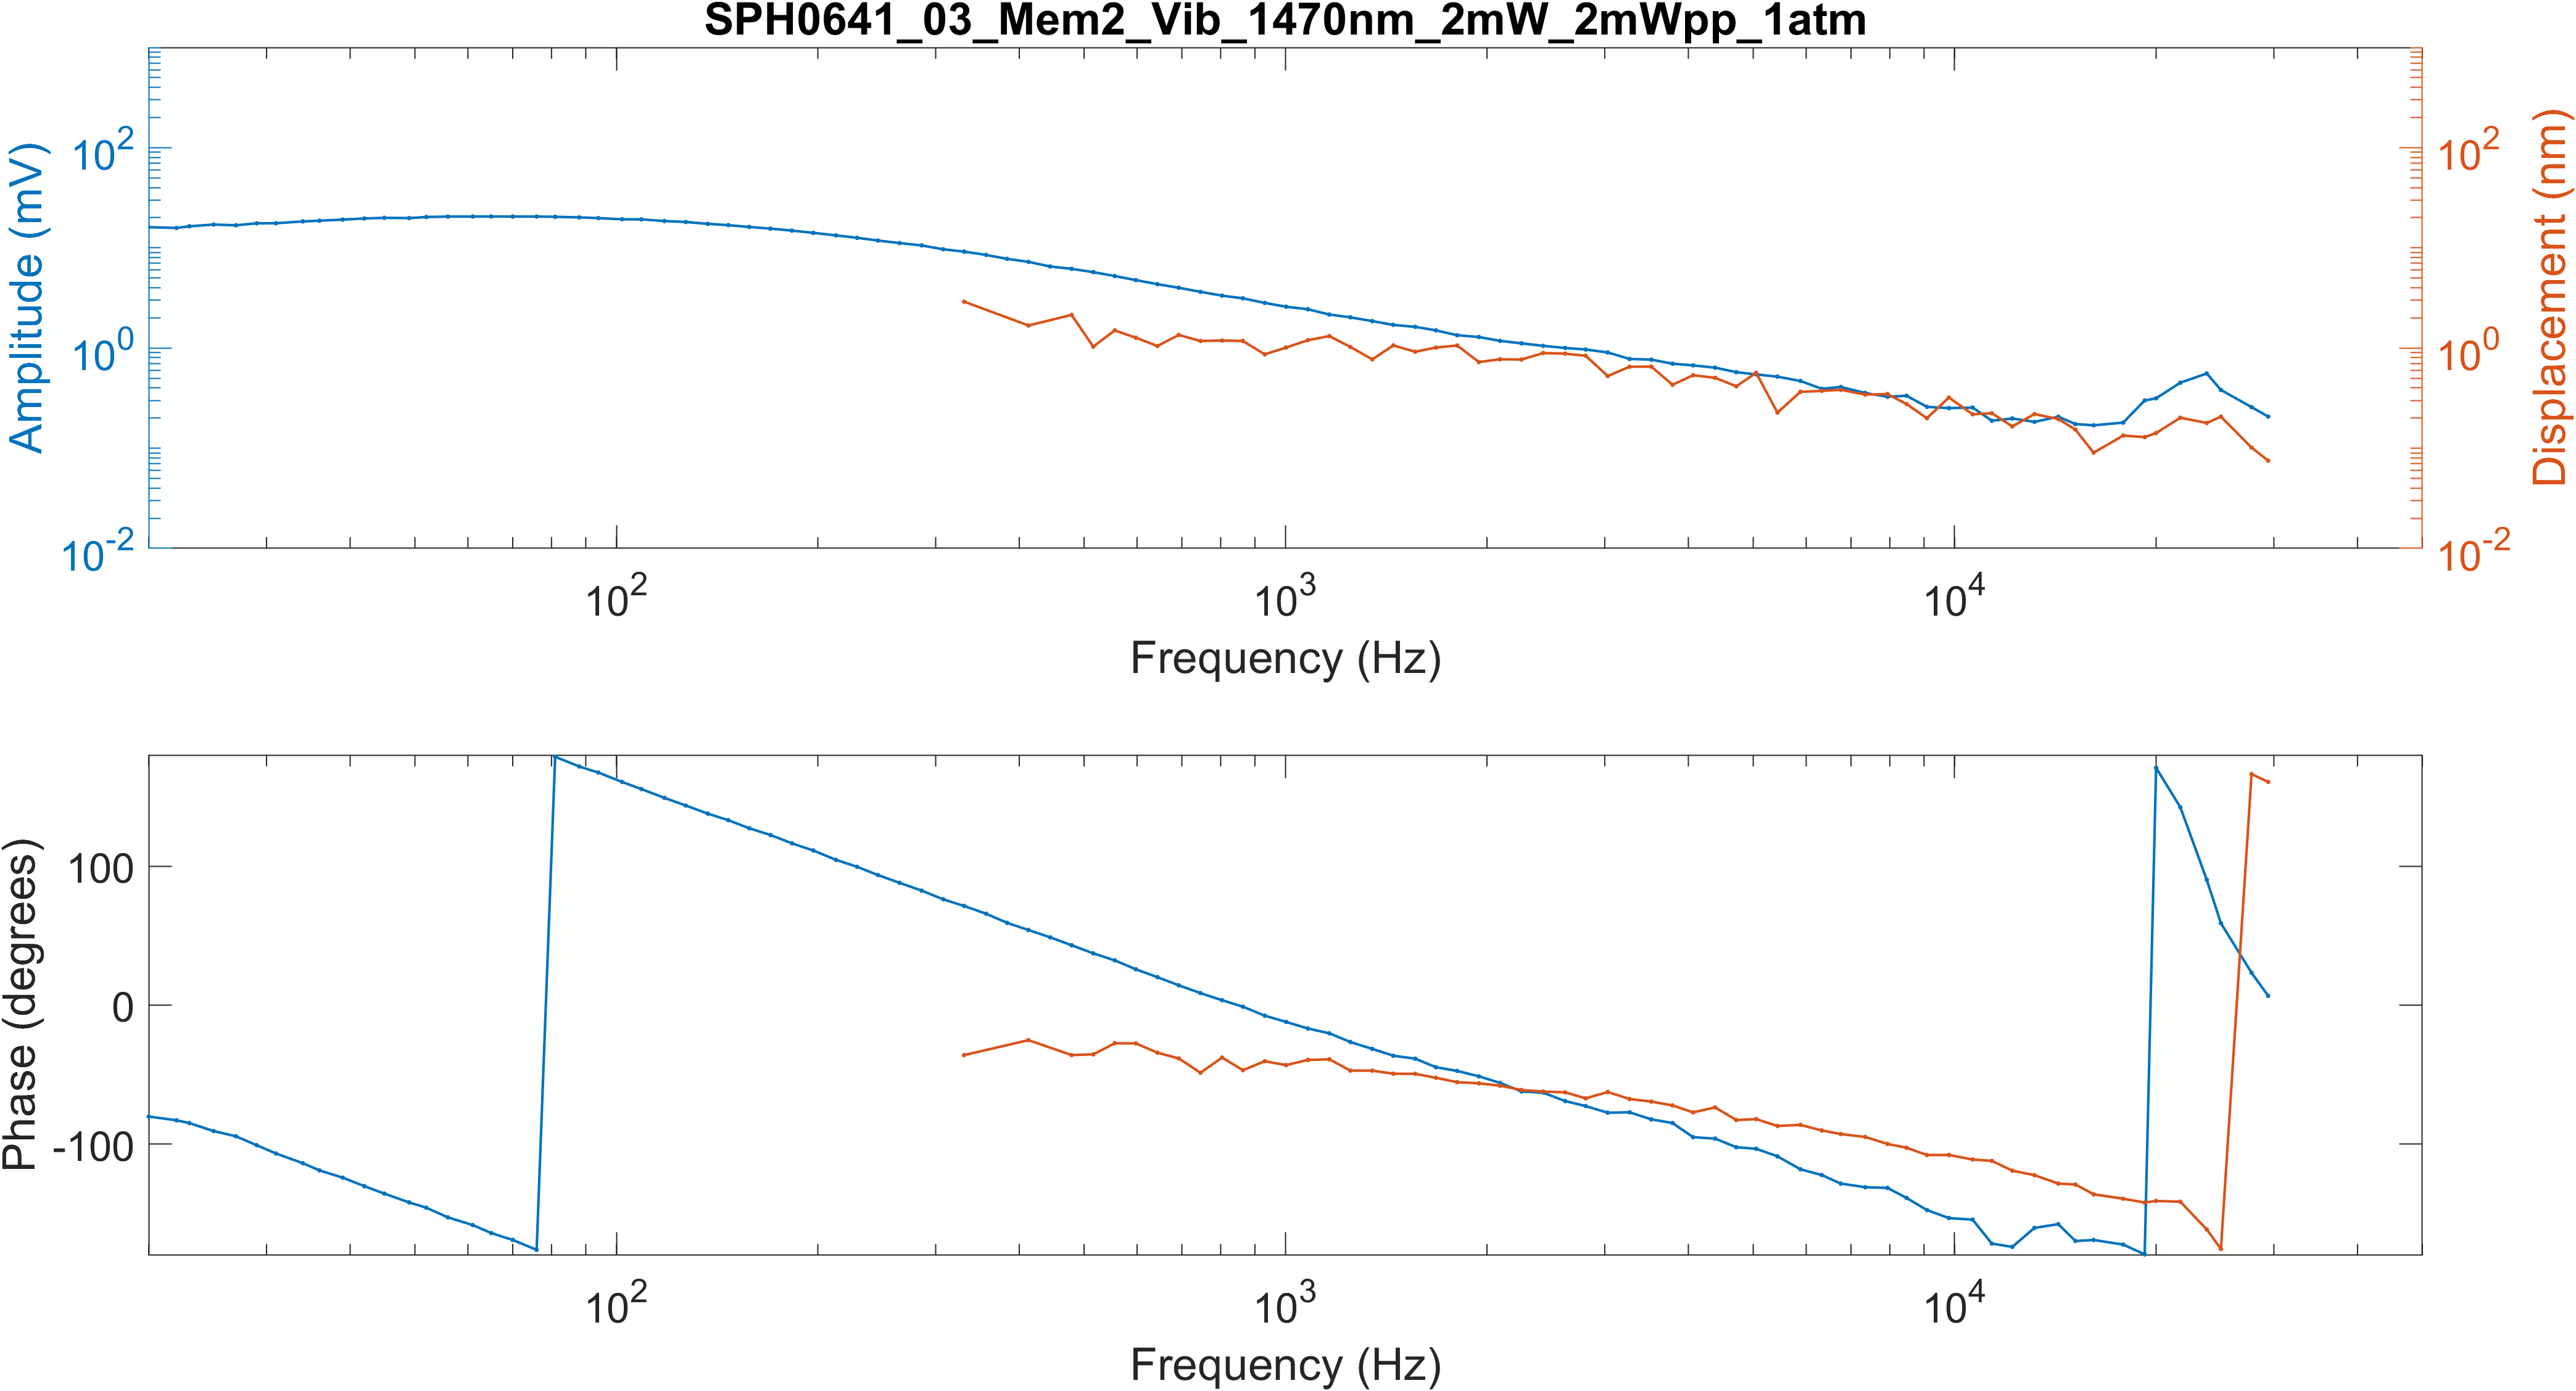 SPH0641_03_Mem2_Vib_1470nm_2mW_2mWpp_1atm
Amplitude (mV)
10^2
10^0
10^-2
10^2
10^0
10^-2
Displacement (nm)
10^2
10^3
10^4
Frequency (Hz)
Phase (degrees)
100
0
-100
10^2
10^3
10^4
Frequency (Hz)